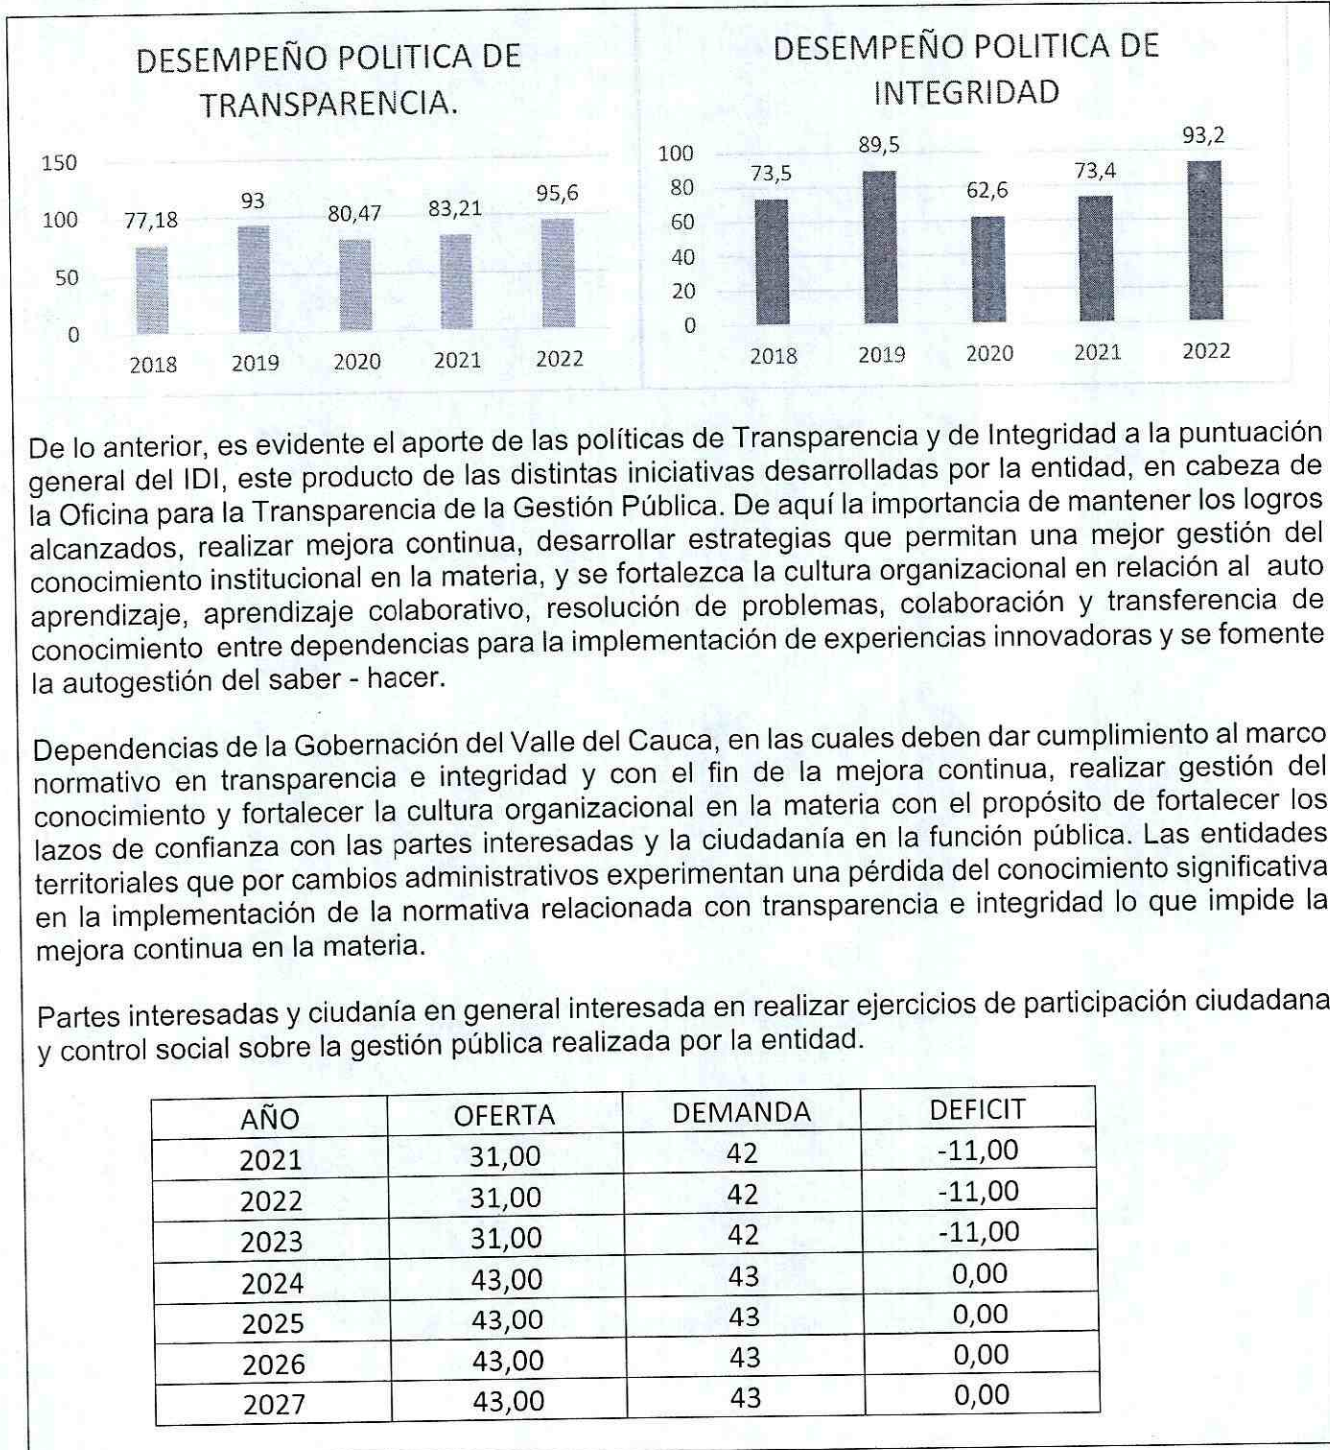 DESEMPEÑO POLITICA DE
TRANSPARENCIA.
150
100
50
0
77,18
93
80,47
83,21
95,6
2018
2019
2020
2021
2022
DESEMPEÑO POLITICA DE
INTEGRIDAD
100
80
60
40
20
0
73,5
89,5
62,6
73,4
93,2
2018
2019
2020
2021
2022
De lo anterior, es evidente el aporte de las políticas de Transparencia y de Integridad a la puntuación
general del IDI, este producto de las distintas iniciativas desarrolladas por la entidad, en cabeza de
la Oficina para la Transparencia de la Gestión Pública. De aquí la importancia de mantener los logros
alcanzados, realizar mejora continua, desarrollar estrategias que permitan una mejor gestión del
conocimiento institucional en la materia, y se fortalezca la cultura organizacional en relación al auto
aprendizaje, aprendizaje colaborativo, resolución de problemas, colaboración y transferencia de
conocimiento entre dependencias para la implementación de experiencias innovadoras y se fomente
la autogestión del saber - hacer.
Dependencias de la Gobernación del Valle del Cauca, en las cuales deben dar cumplimiento al marco
normativo en transparencia e integridad y con el fin de la mejora continua, realizar gestión del
conocimiento y fortalecer la cultura organizacional en la materia con el propósito de fortalecer los
lazos de confianza con las partes interesadas y la ciudadanía en la función pública. Las entidades
territoriales que por cambios administrativos experimentan una pérdida del conocimiento significativa
en la implementación de la normativa relacionada con transparencia e integridad lo que impide la
mejora continua en la materia.
Partes interesadas y ciudanía en general interesada en realizar ejercicios de participación ciudadana
y control social sobre la gestión pública realizada por la entidad.
AÑO OFERTA DEMANDA DEFICIT
2021 31,00 42 -11,00
2022 31,00 42 -11,00
2023 31,00 42 -11,00
2024 43,00 43 0,00
2025 43,00 43 0,00
2026 43,00 43 0,00
2027 43,00 43 0,00